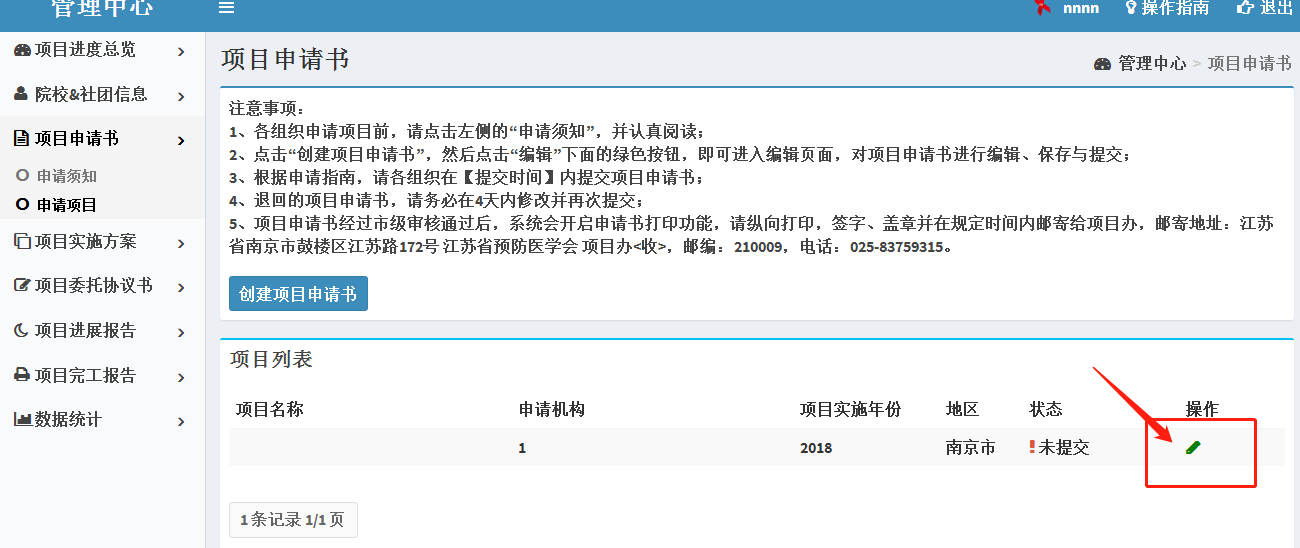 管理中心
nnnn 操作指南 退出
项目进度总览
院校&社团信息
项目申请书
申请须知
申请项目
项目实施方案
项目委托协议书
项目进展报告
项目完工报告
数据统计
项目申请书
管理中心 > 项目申请书
注意事项：
1、各组织申请项目前，请点击左侧的“申请须知”，并认真阅读；
2、点击“创建项目申请书”，然后点击“编辑”下面的绿色按钮，即可进入编辑页面，对项目申请书进行编辑、保存与提交；
3、根据申请指南，请各组织在【提交时间】内提交项目申请书；
4、退回的项目申请书，请务必在4天内修改并再次提交；
5、项目申请书经过市级审核通过后，系统会开启申请书打印功能，请纵向打印，签字、盖章并在规定时间内邮寄给项目办，邮寄地址：江苏
省南京市鼓楼区江苏路172号 江苏省预防医学会 项目办<收>，邮编：210009，电话：025-83759315。
创建项目申请书
项目列表
项目名称 申请机构 项目实施年份 地区 状态 操作
1 2018 南京市 未提交
1 条记录 1/1 页